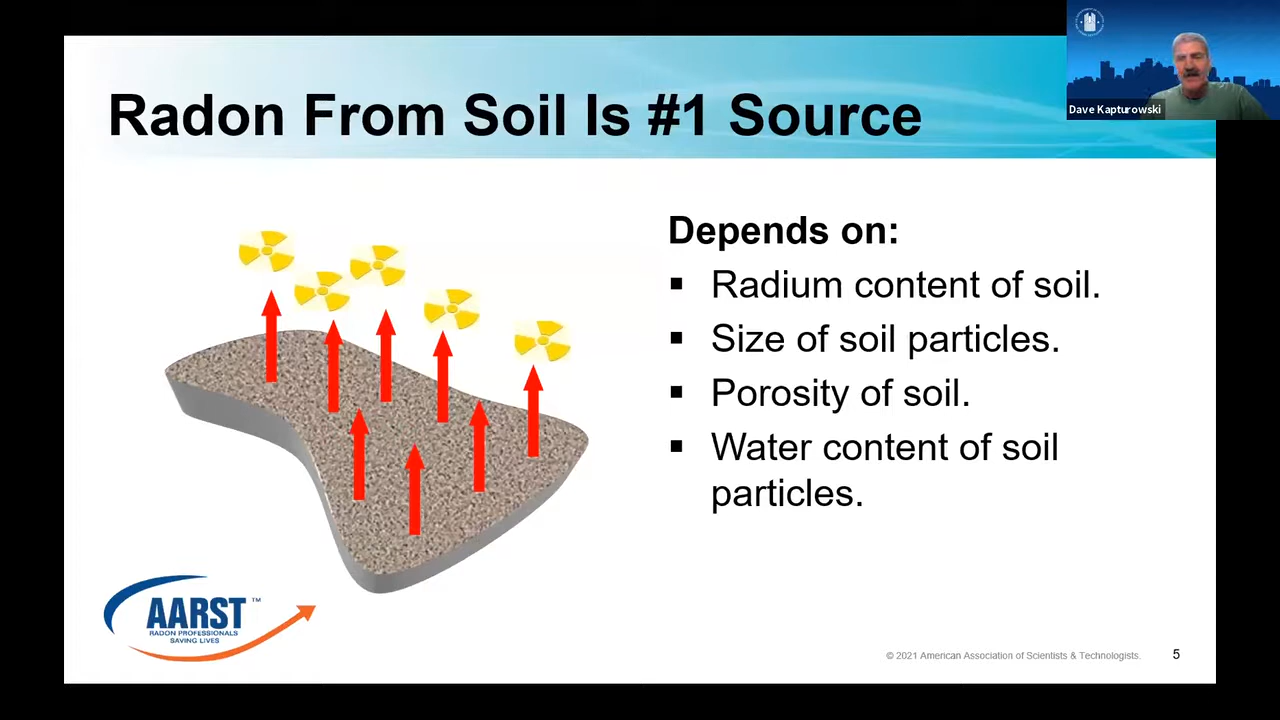 Radon From Soil Is #1 Source
Dave Kapturowski
Depends on:
▪ Radium content of soil.
▪ Size of soil particles.
▪ Porosity of soil.
▪ Water content of soil
particles.
AARST™
RADON PROFESSIONALS
SAVING LIVES
© 2021 American Association of Scientists & Technologists.
5